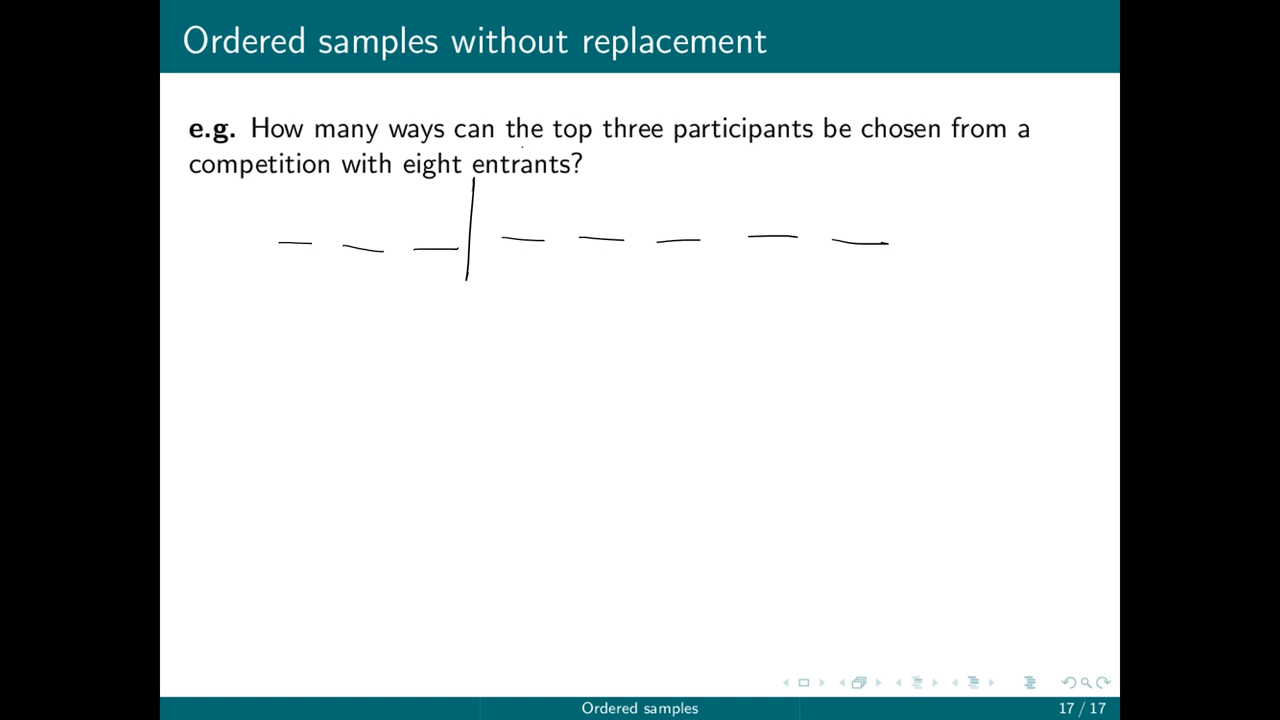 Ordered samples without replacement
e.g. How many ways can the top three participants be chosen from a
competition with eight entrants?
Ordered samples
17 / 17